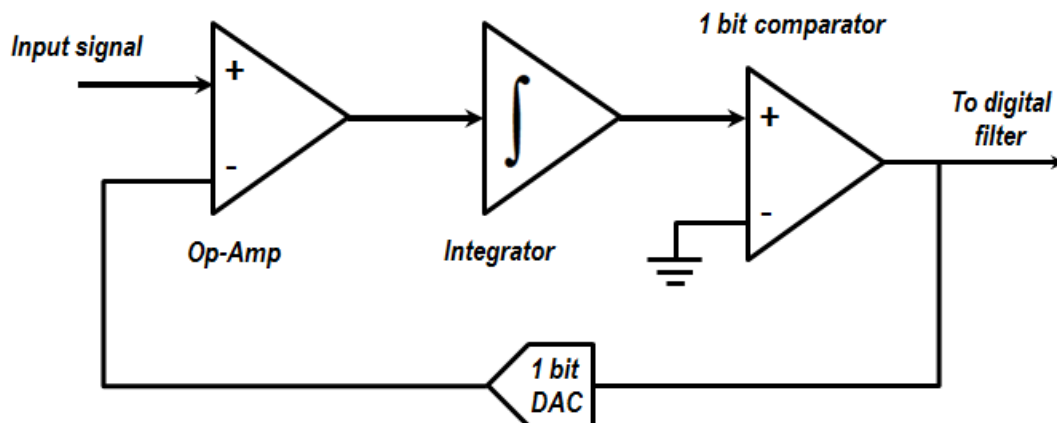 1 bit comparator
Input signal
To digital
filter
+
-
∫
+
-
Op-Amp
Integrator
1 bit
DAC